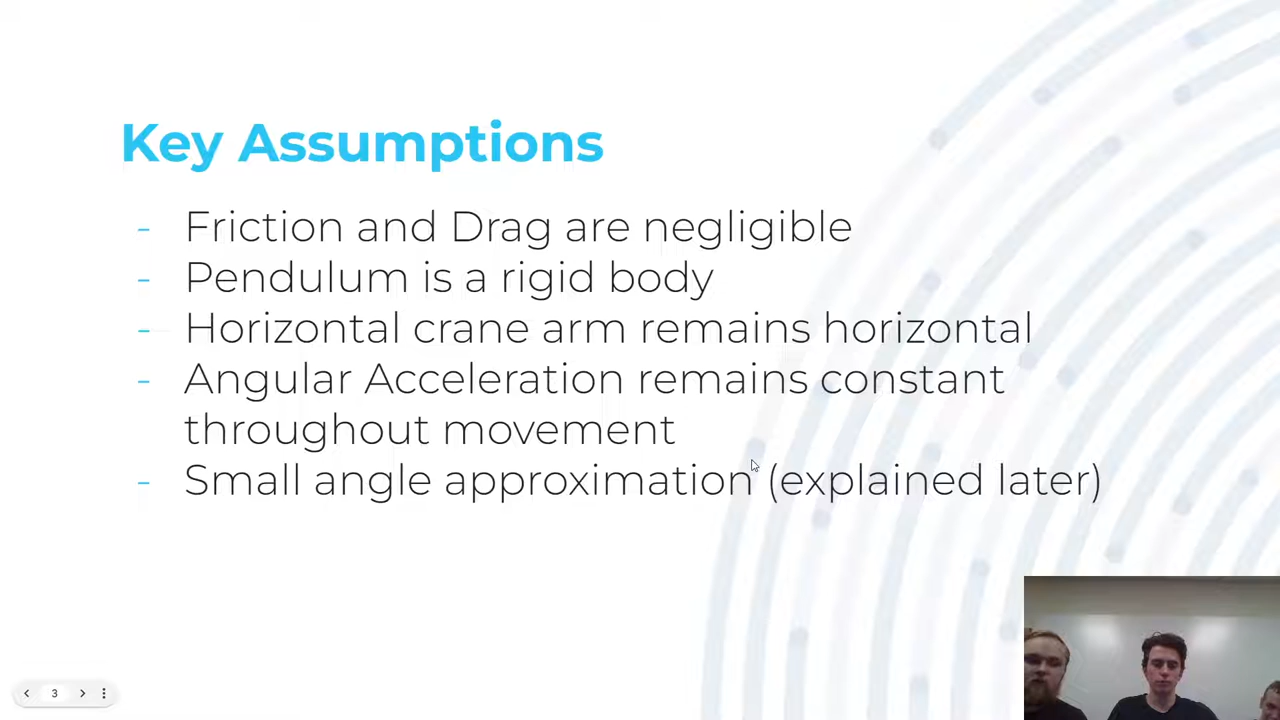 Key Assumptions
- Friction and Drag are negligible
- Pendulum is a rigid body
- Horizontal crane arm remains horizontal
- Angular Acceleration remains constant
throughout movement
- Small angle approximation (explained later)
3